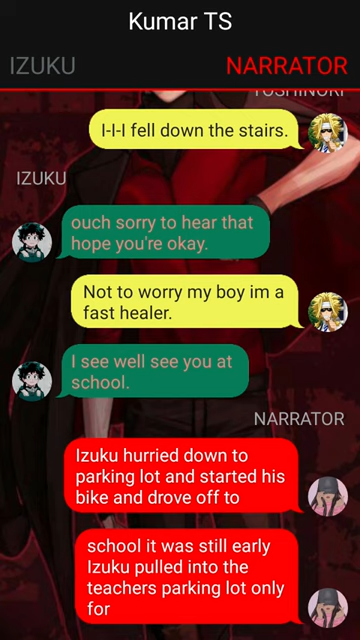 Kumar TS
IZUKU
NARRATOR
YOSHINORI
I-I-I fell down the stairs.
IZUKU
ouch sorry to hear that
hope you're okay.
Not to worry my boy im a
fast healer.
I see well see you at
school.
NARRATOR
Izuku hurried down to
parking lot and started his
bike and drove off to
school it was still early
Izuku pulled into the
teachers parking lot only
for